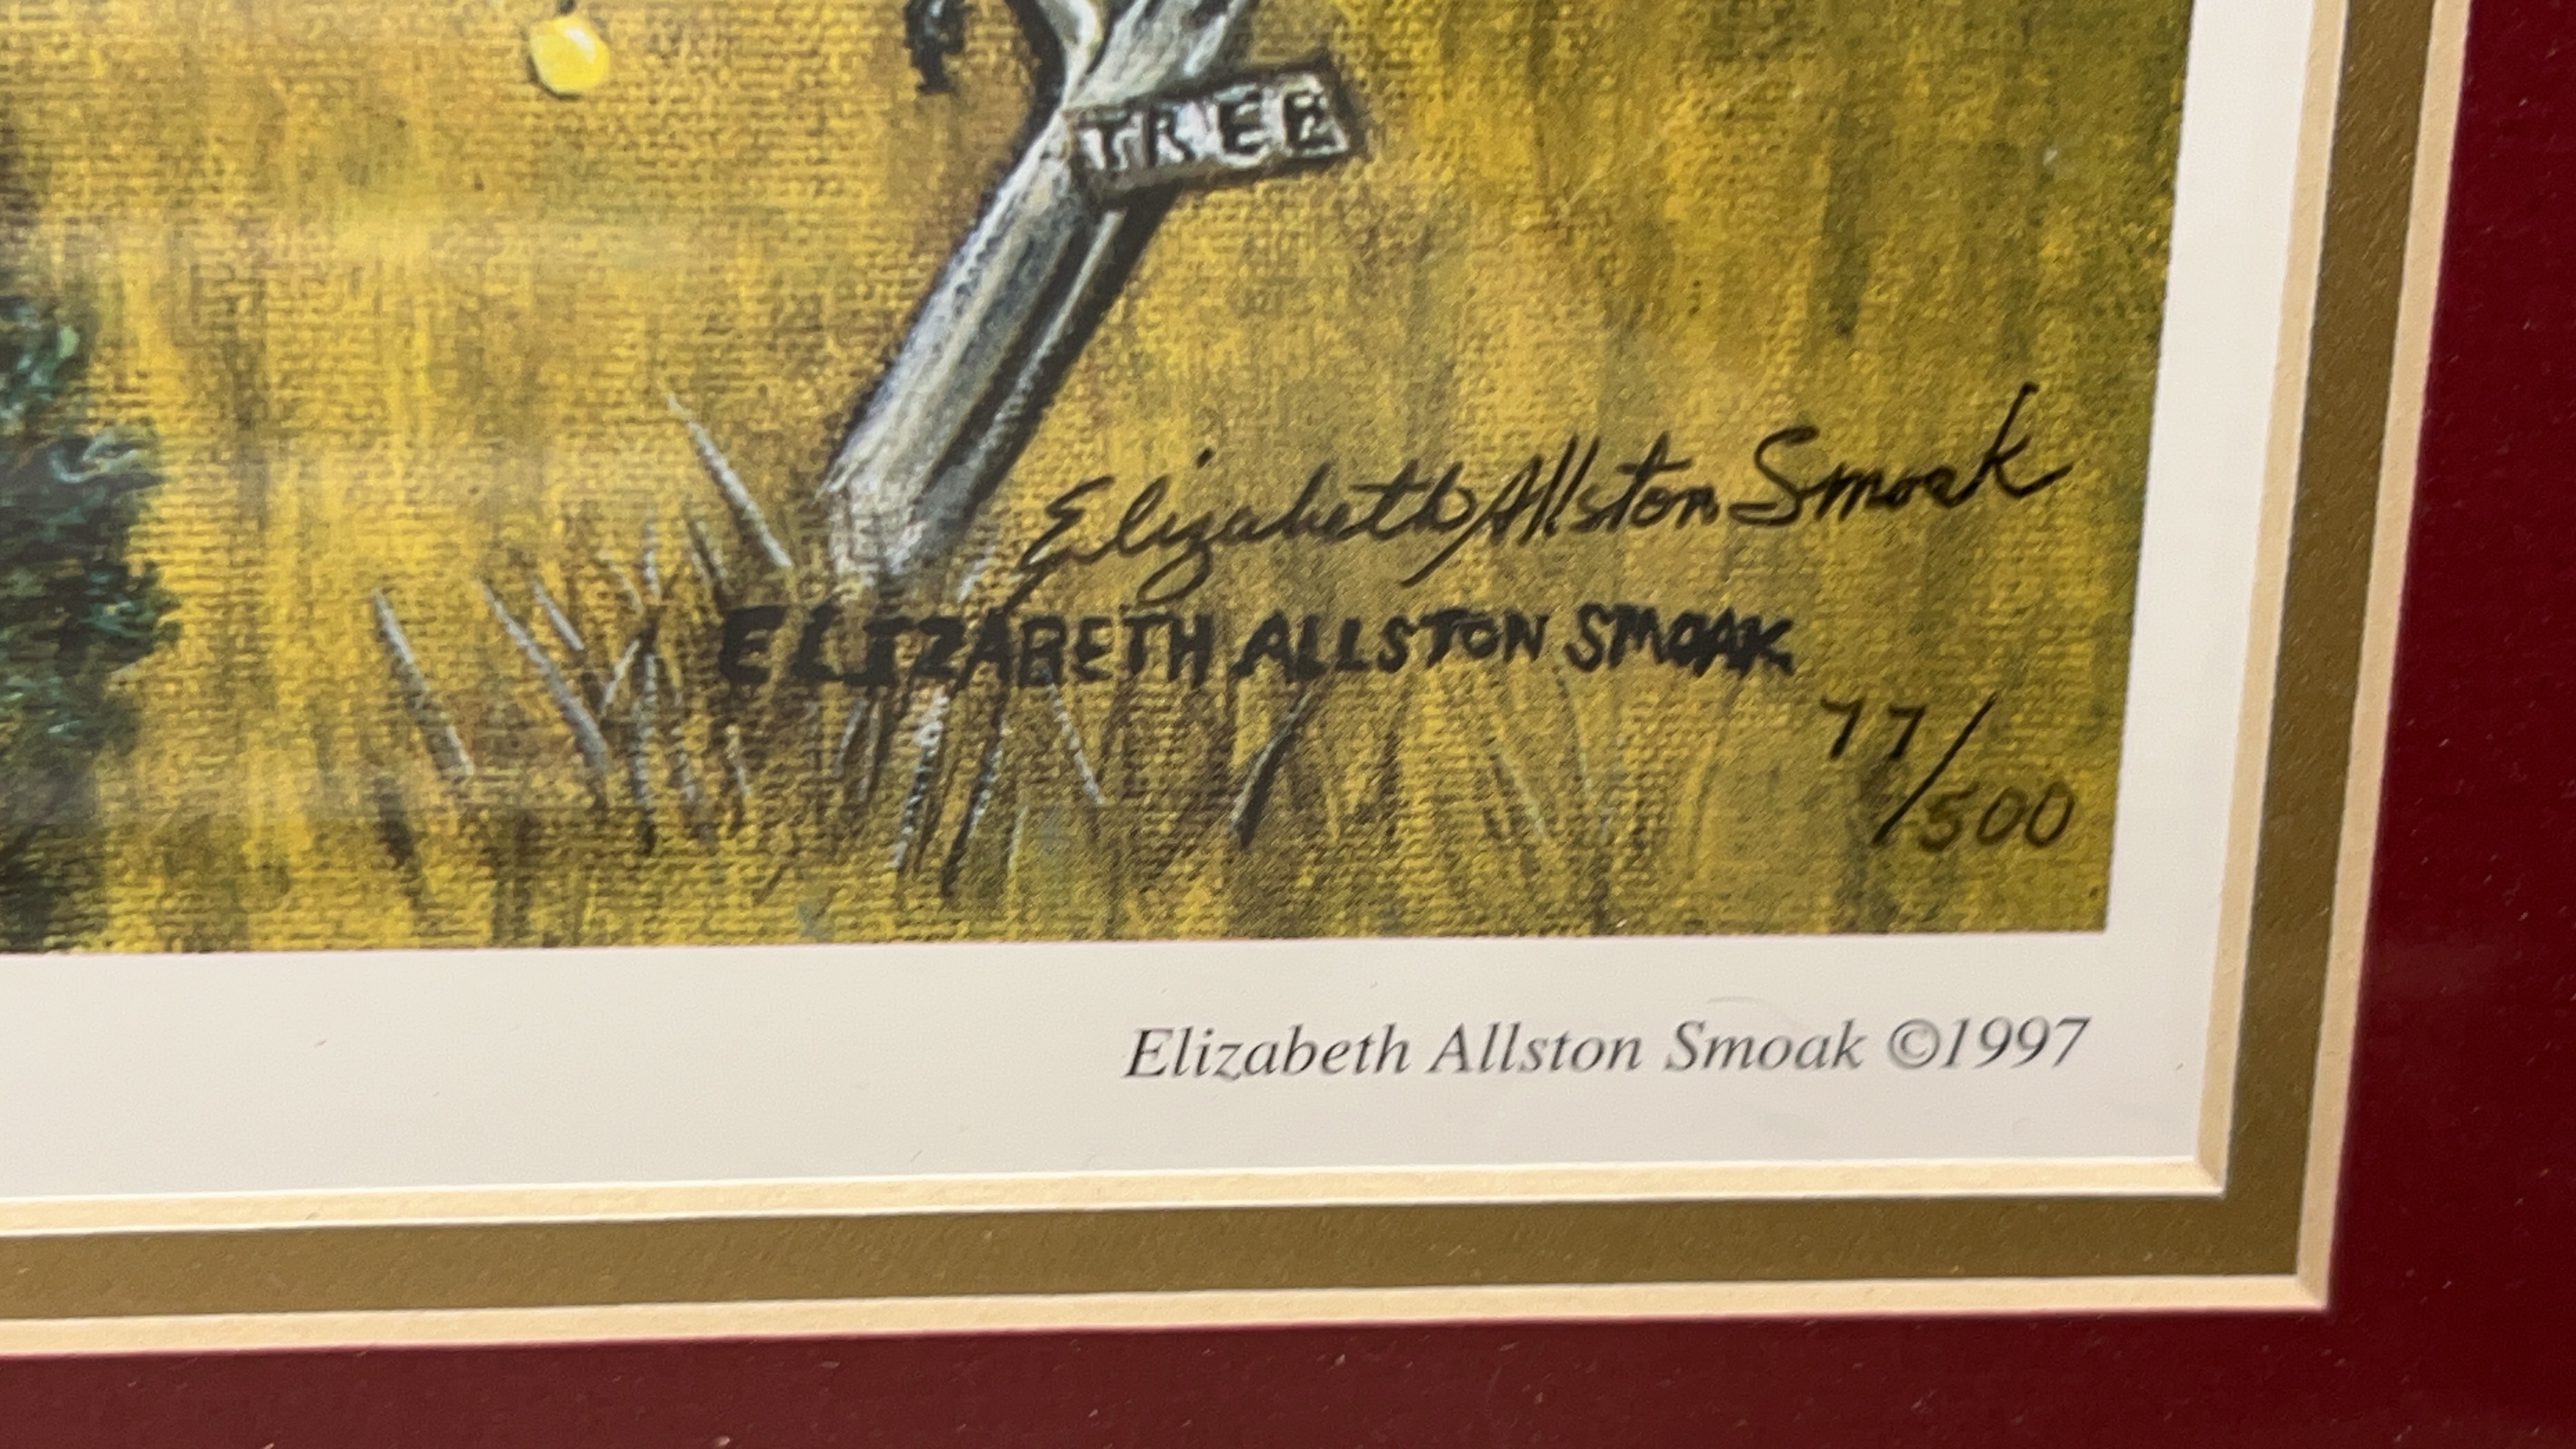 TREE
Elizabeth Allston Smoak
ELIZABETH ALLSTON SMOAK
77/500
Elizabeth Allston Smoak ©1997